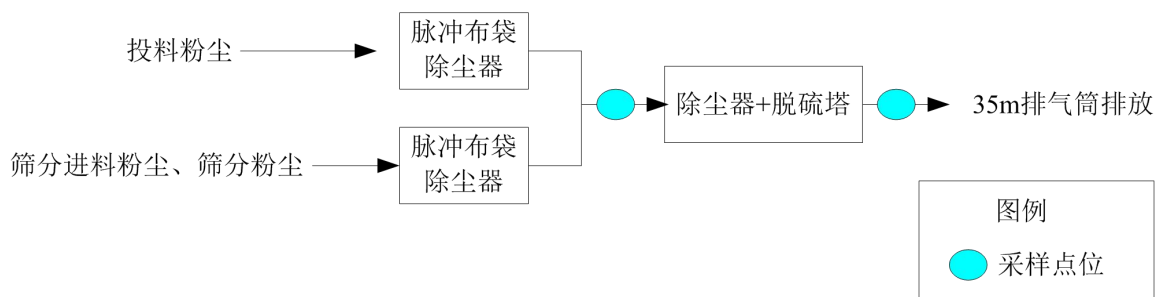 投料粉尘
脉冲布袋
除尘器
除尘器+脱硫塔
35m排气筒排放
筛分进料粉尘、筛分粉尘
脉冲布袋
除尘器
图例
采样点位